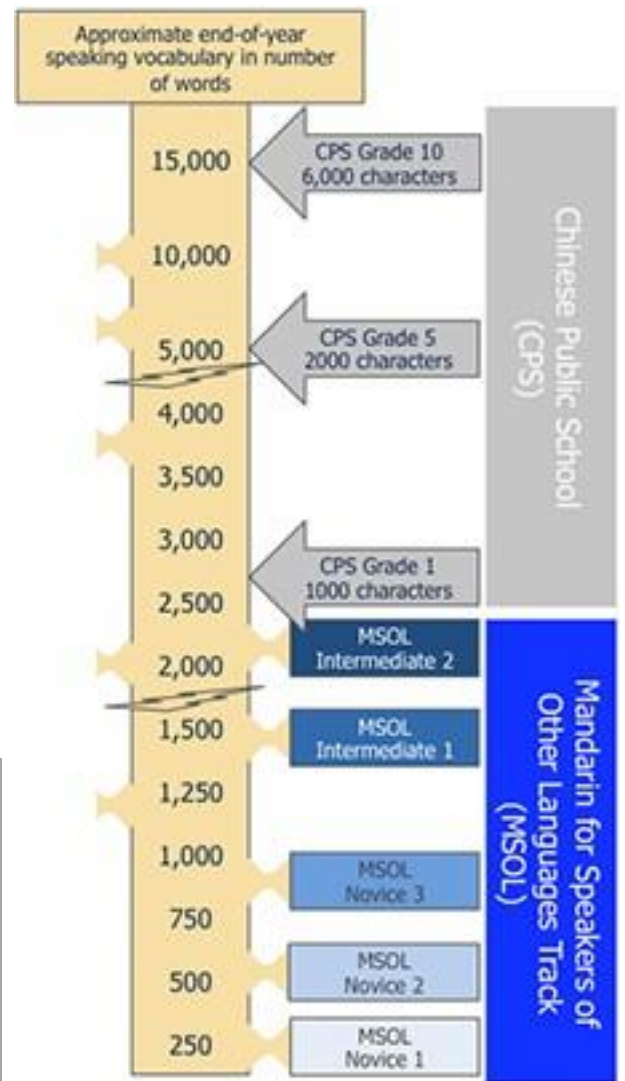 Approximate end-of-year
speaking vocabulary in number
of words
15,000
10,000
5,000
4,000
3,500
3,000
2,500
2,000
1,500
1,250
1,000
750
500
250
CPS Grade 10
6,000 characters
CPS Grade 5
2000 characters
CPS Grade 1
1000 characters
MSOL
Intermediate 2
MSOL
Intermediate 1
MSOL
Novice 3
MSOL
Novice 2
MSOL
Novice 1
Chinese Public School
(CPS)
Mandarin for Speakers of
Other Languages Track
(MSOL)